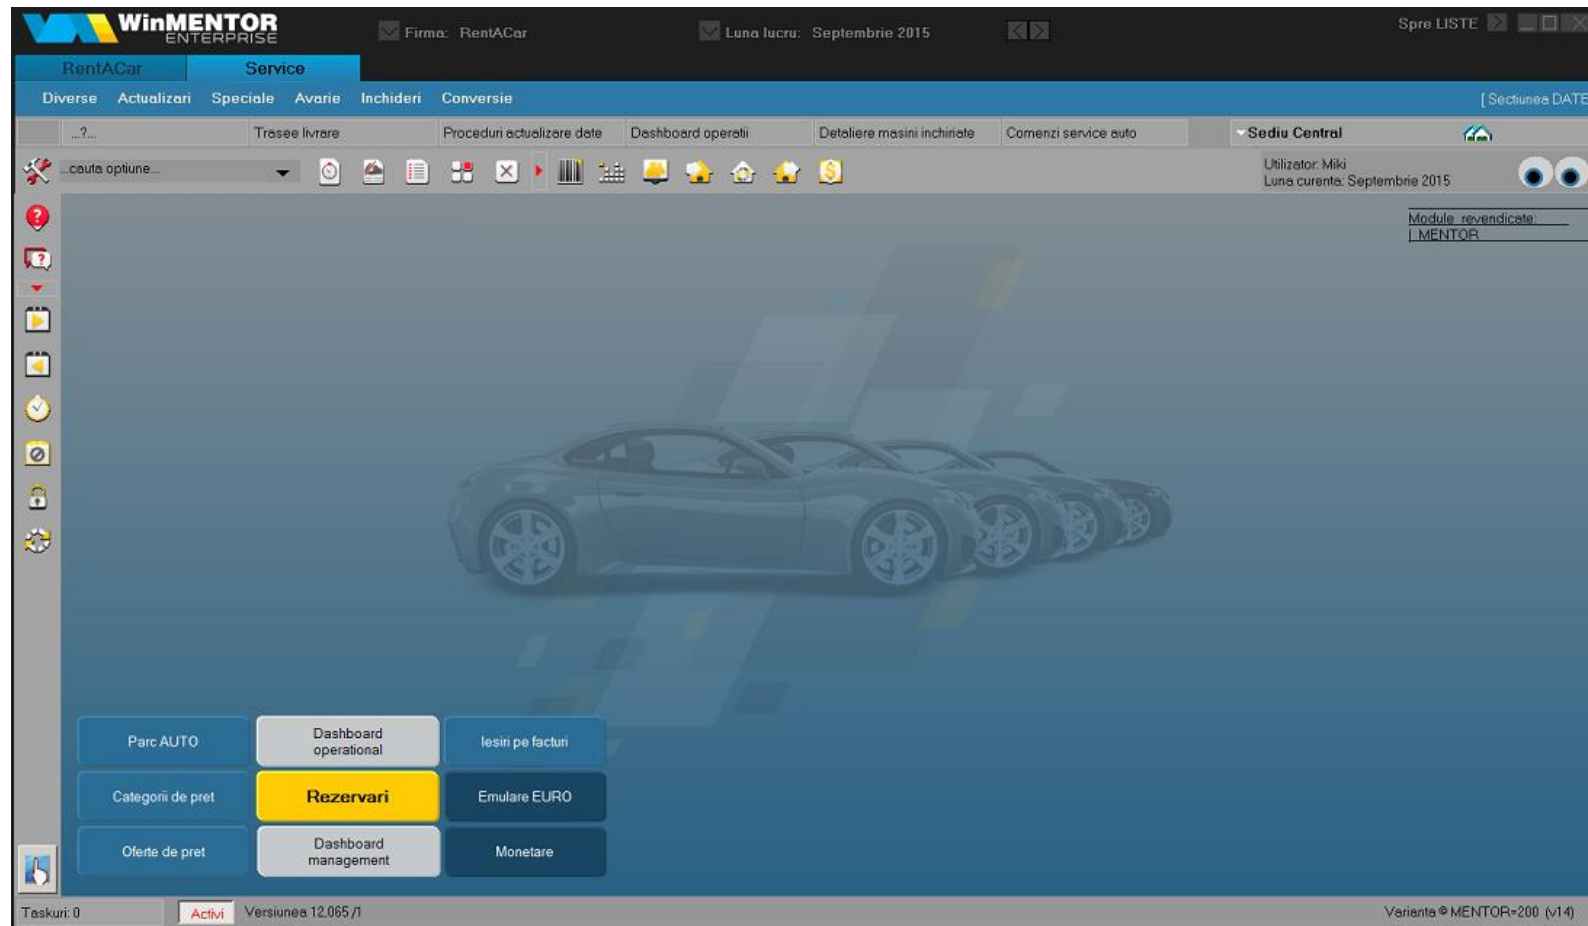 WinMENTOR
ENTERPRISE
Firma: RentACar
Luna lucru: Septembrie 2015
Spre LISTE
RentACar
Service
Diverse Actualizari Speciale Avarie Inchideri Conversie
[ Sectiunea DATE
...?...
Trasee livrare
Proceduri actualizare date
Dashboard operatii
Detaliere masini inchiriate
Comenzi service auto
Sediu Central
...cauta optiune...
Utilizator: Miki
Luna curenta: Septembrie 2015
Module revendicate:
| MENTOR
Parc AUTO
Dashboard
operational
Iesiri pe facturi
Categorii de pret
Rezervari
Emulare EURO
Oferte de pret
Dashboard
management
Monetare
Taskuri: 0
Activi
Versiunea 12.065 /1
Varianta © MENTOR=200 (v14)